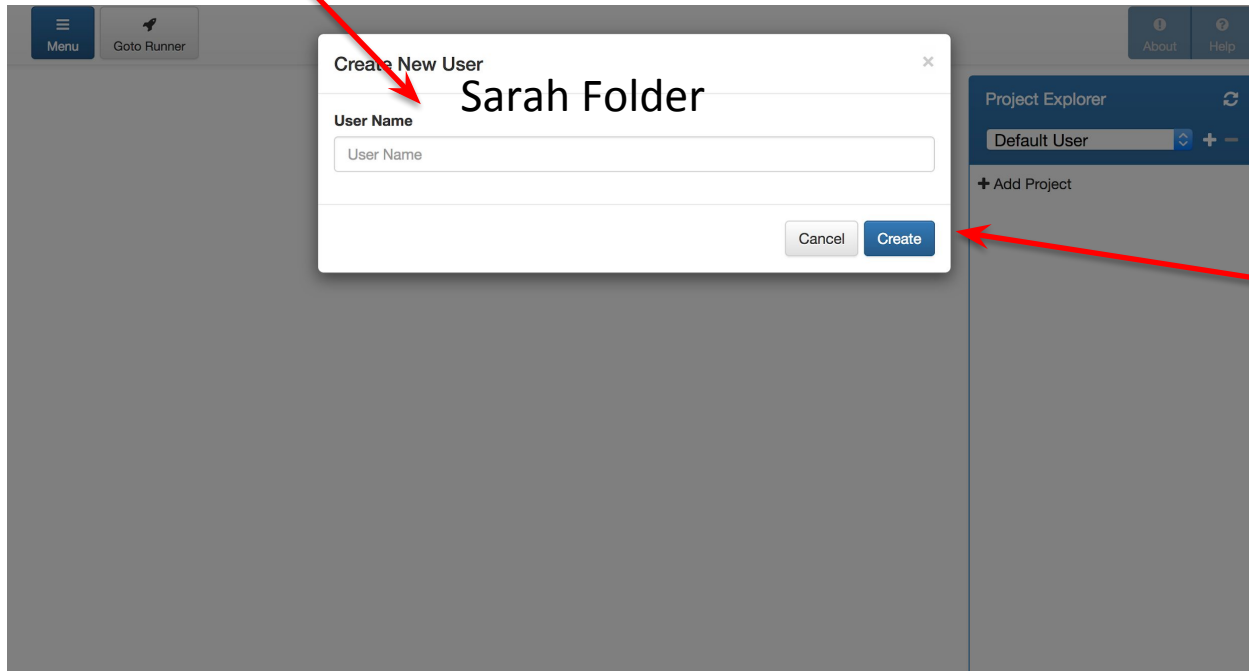 Menu
Goto Runner
About
Help
Create New User
×
Sarah Folder
User Name
User Name
Cancel
Create
Project Explorer
Default User
Add Project